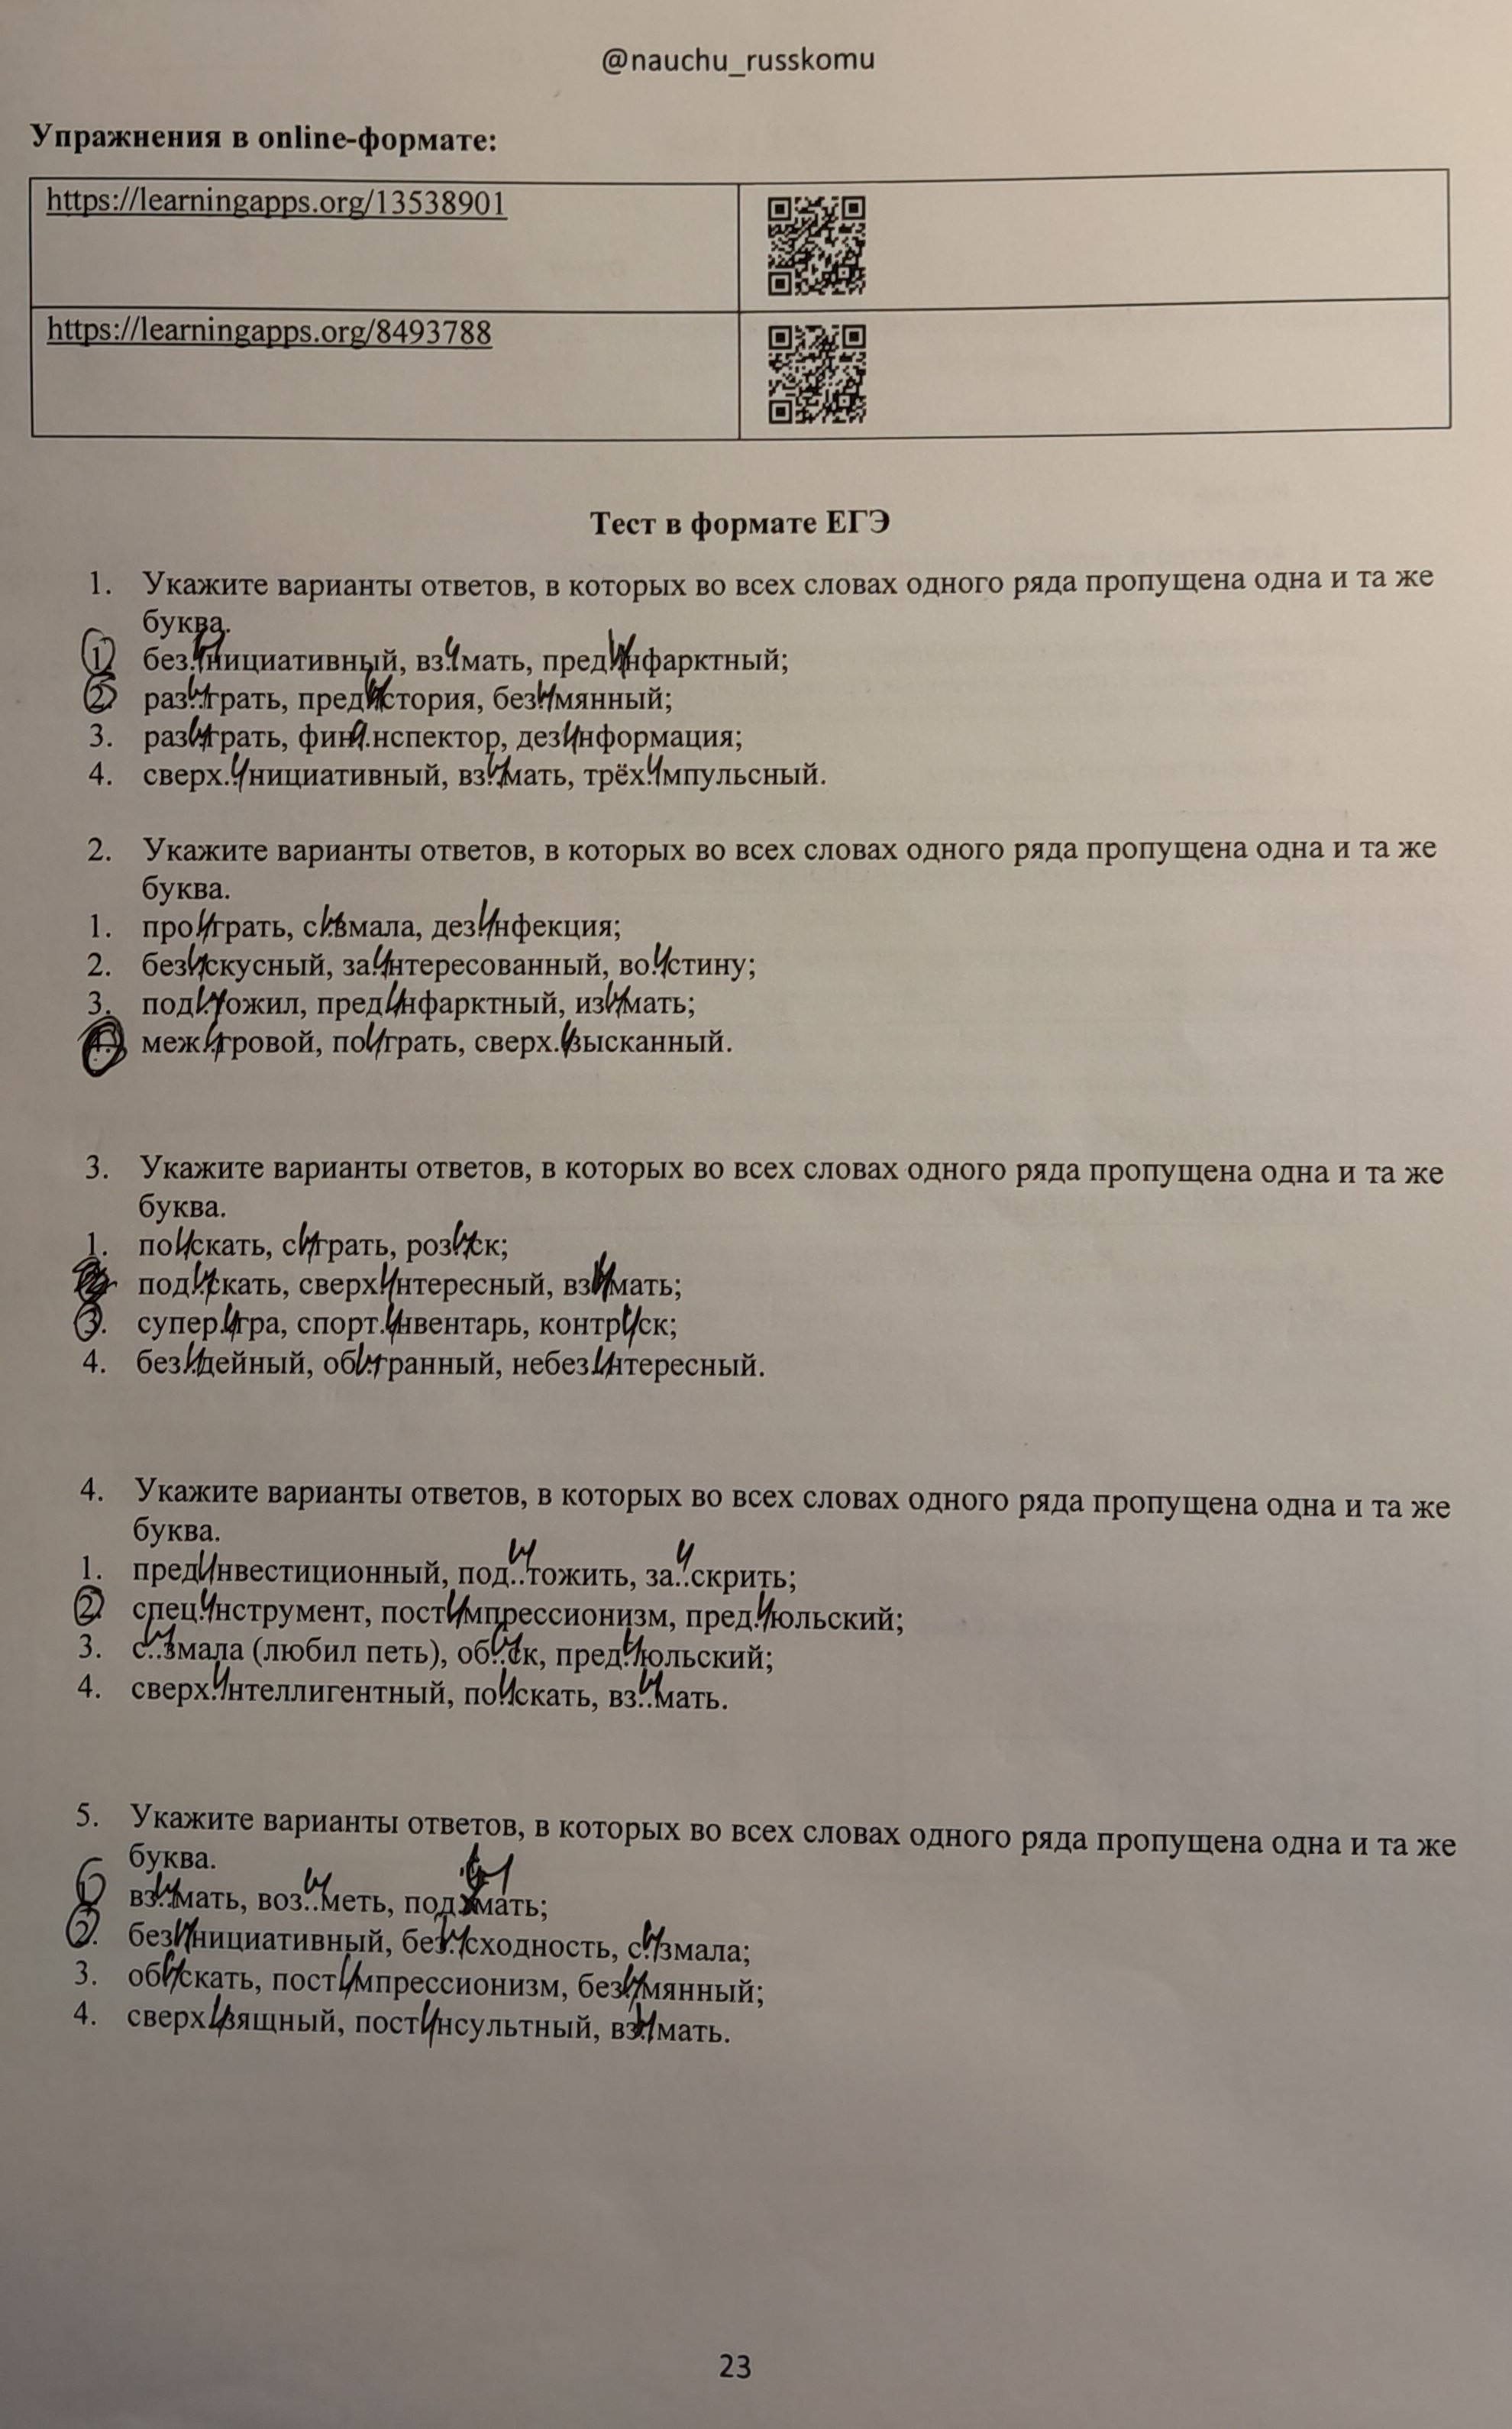 @nauchu_russkomu
Упражнения в online-формате:
https://learningapps.org/13538901
https://learningapps.org/8493788
Тест в формате ЕГЭ
1. Укажите варианты ответов, в которых во всех словах одного ряда пропущена одна и та же
буква.
1. без..нициативный, вз..мать, пред..нфарктный;
2. раз..грать, пред..стория, без..мянный;
3. раз..грать, фин..нспектор, дез..нформация;
4. сверх..нициативный, вз..мать, трёх..мпульсный.
2. Укажите варианты ответов, в которых во всех словах одного ряда пропущена одна и та же
буква.
1. про..грать, с..змала, дез..нфекция;
2. без..скусный, за..нтересованный, во..стину;
3. под..тожил, пред..нфарктный, из..мать;
4. меж..гровой, по..грать, сверх..зысканный.
3. Укажите варианты ответов, в которых во всех словах одного ряда пропущена одна и та же
буква.
1. по..скать, с..грать, роз..ск;
2. под..скать, сверх..нтересный, вз..мать;
3. супер..гра, спорт..нвентарь, контр..ск;
4. без..дейный, об..гранный, небез..нтересный.
4. Укажите варианты ответов, в которых во всех словах одного ряда пропущена одна и та же
буква.
1. пред..нвестиционный, под..тожить, за..скрить;
2. спец..нструмент, пост..мпрессионизм, пред..юльский;
3. с..змала (любил петь), об..ск, пред..юльский;
4. сверх..нтеллигентный, по..скать, вз..мать.
5. Укажите варианты ответов, в которых во всех словах одного ряда пропущена одна и та же
буква.
1. вз..мать, воз..меть, под..мать;
2. без..нициативный, без..сходность, с..змала;
3. об..скать, пост..мпрессионизм, без..мянный;
4. сверх..зящный, пост..нсультный, вз..мать.
23